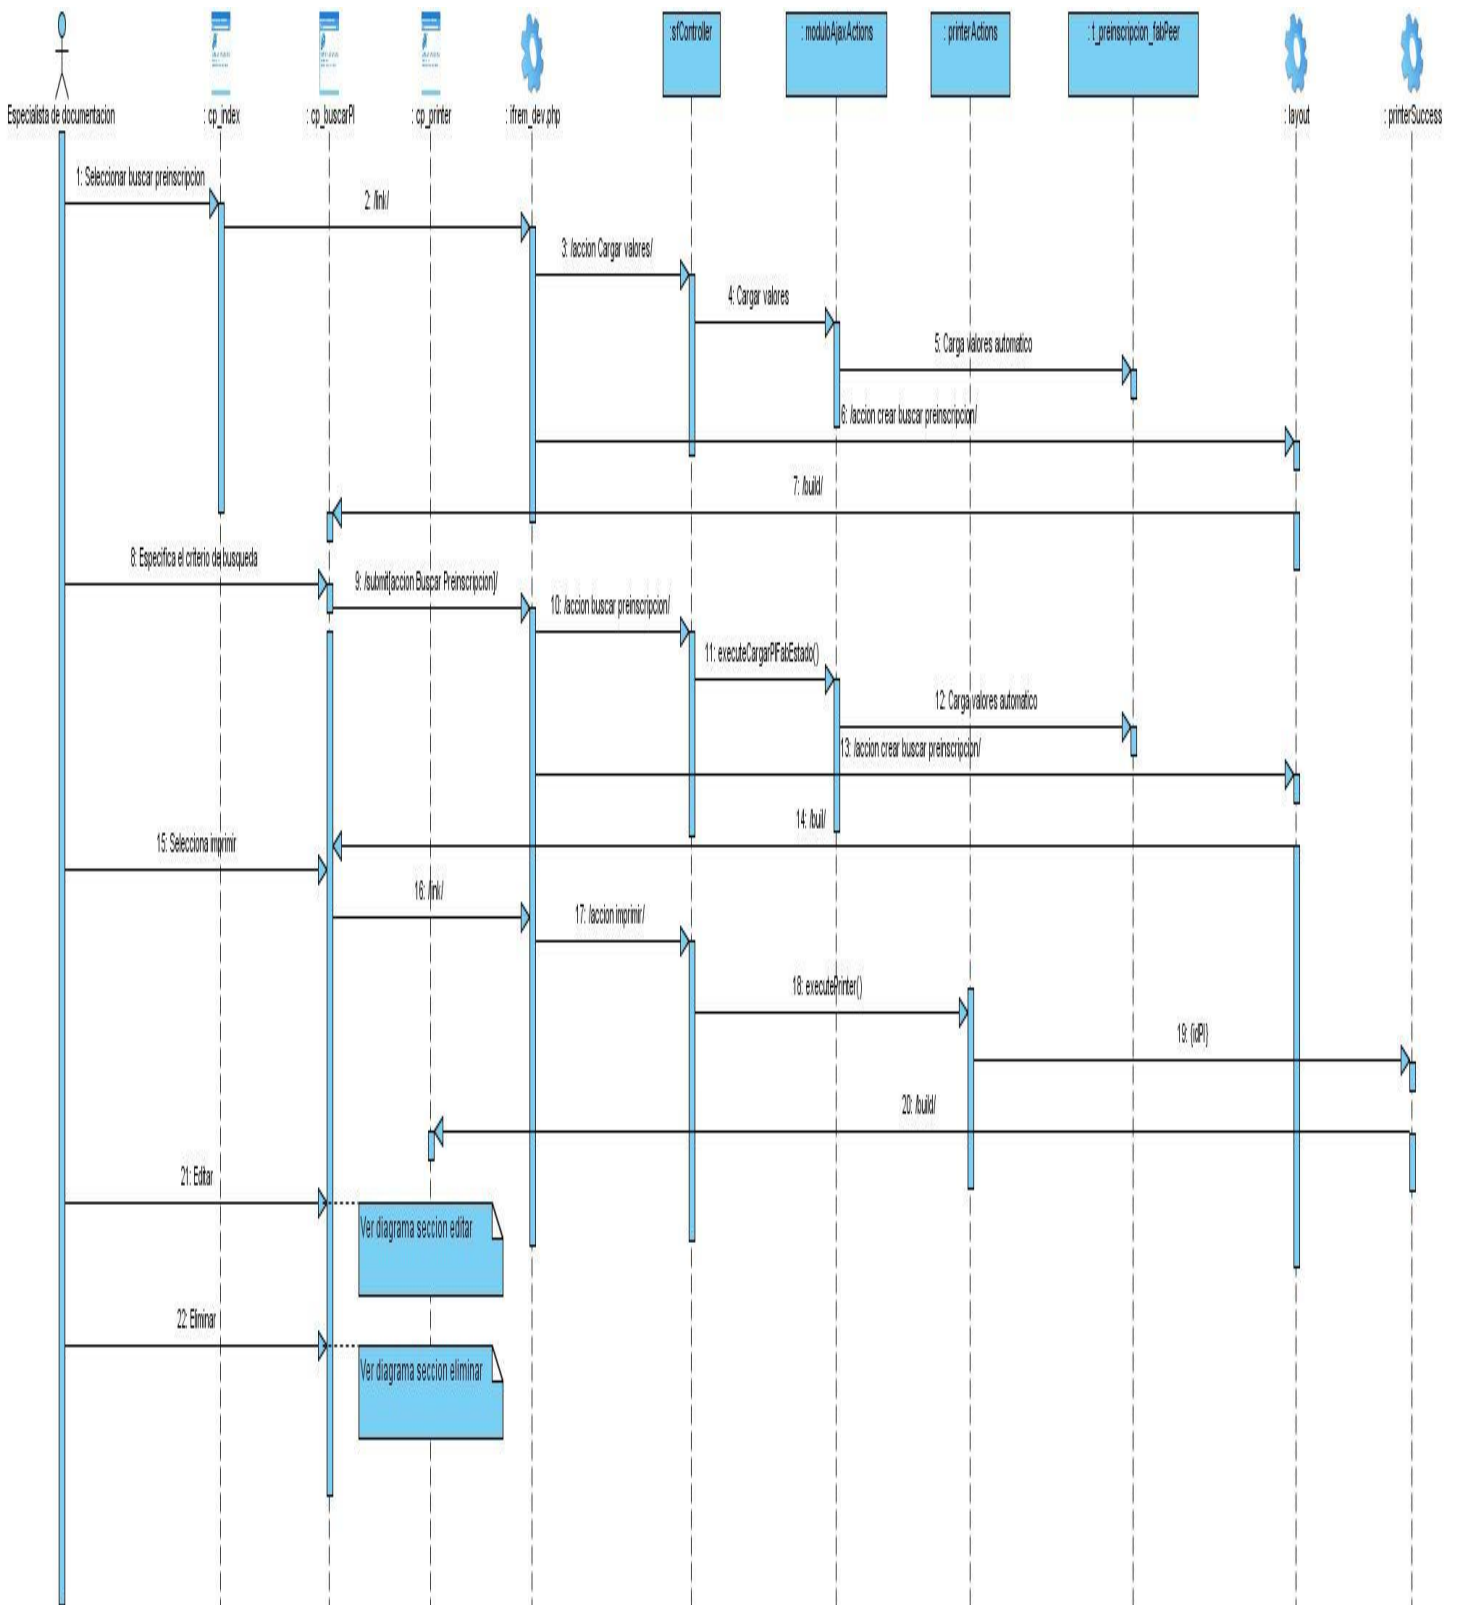 :sfController
: moduloAjaxActions
: printerActions
: t_preinscripcion_fabPeer
Especialista de documentacion
: cp_index
: cp_buscarPI
: cp_printer
: ifrem_dev.php
: layout
: printerSuccess
1: Seleccionar buscar preinscripcion
2: /link/
3: /accion Cargar valores/
4: Cargar valores
5: Carga valores automatico
6: /accion crear buscar preinscripcion/
7: /build/
8: Especifica el criterio de busqueda
9: /submit[accion Buscar Preinscripcion]/
10: /accion buscar preinscripcion/
11: executeCargarPIFabEstado()
12: Carga valores automatico
13: /accion crear buscar preinscripcion/
14: /buil/
15: Selecciona imprimir
16: /link/
17: /accion imprimir/
18: executePrinter()
19: (idPI)
20: /build/
21: Editar
Ver diagrama seccion editar
22: Eliminar
Ver diagrama seccion eliminar